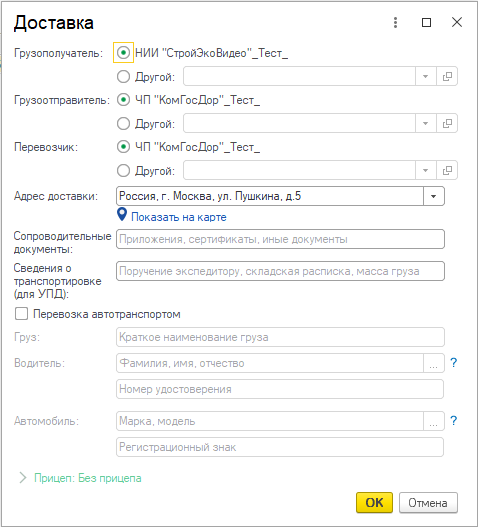 Доставка
Грузополучатель: НИИ "СтройЭкоВидео"_Тест_
Другой:
Грузоотправитель: ЧП "КомГосДор"_Тест_
Другой:
Перевозчик: ЧП "КомГосДор"_Тест_
Другой:
Адрес доставки: Россия, г. Москва, ул. Пушкина, д.5
Показать на карте
Сопроводительные
документы:
Приложения, сертификаты, иные документы
Сведения о
транспортировке
(для УПД):
Поручение экспедитору, складская расписка, масса груза
Перевозка автотранспортом
Груз: Краткое наименование груза
Водитель: Фамилия, имя, отчество ... ?
Номер удостоверения
Автомобиль: Марка, модель ... ?
Регистрационный знак
Прицеп: Без прицепа
OK Отмена